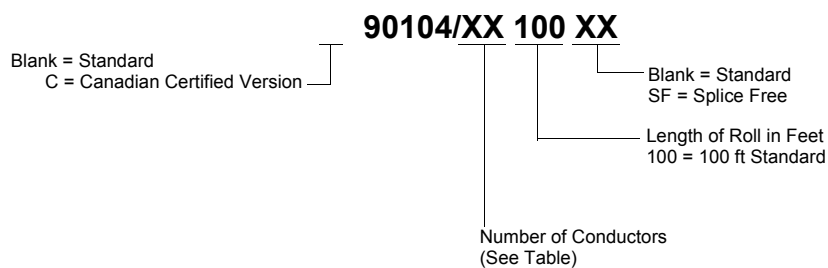 90104/XX 100 XX
Blank = Standard
C = Canadian Certified Version
Blank = Standard
SF = Splice Free
Length of Roll in Feet
100 = 100 ft Standard
Number of Conductors
(See Table)